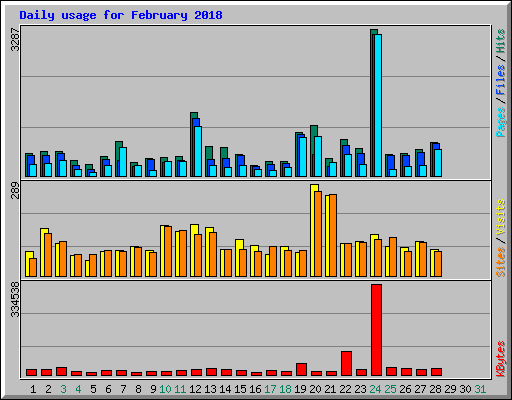 Daily usage for February 2018
3287
Pages / Files / Hits
289
Sites / Visits
334538
KBytes
1 2 3 4 5 6 7 8 9 10 11 12 13 14 15 16 17 18 19 20 21 22 23 24 25 26 27 28 29 30 31